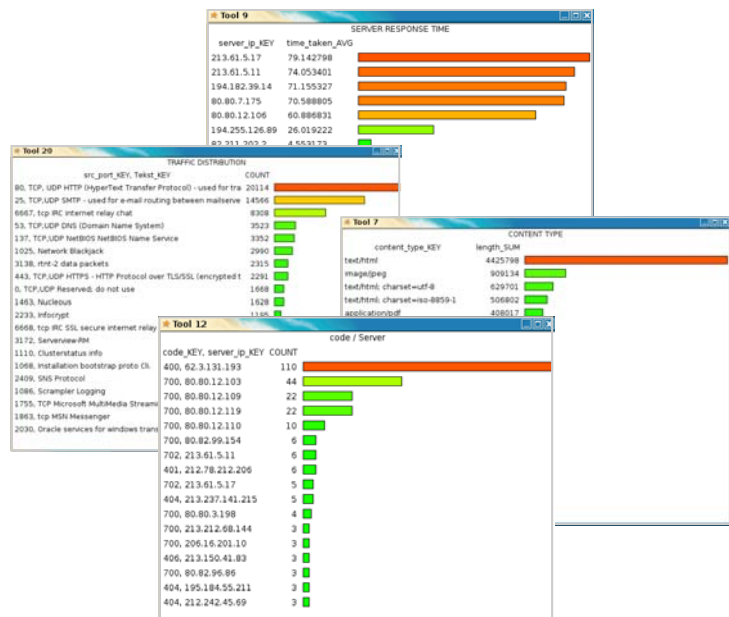 Tool 9
SERVER RESPONSE TIME
server_ip_KEY time_taken_AVG
213.61.5.17 79.142798
213.61.5.11 74.053401
194.182.39.14 71.155327
80.80.7.175 70.588805
80.80.12.106 60.886831
194.255.126.89 26.019222
82.211.202.2 4.553173
Tool 20
TRAFFIC DISTRIBUTION
src_port_KEY, Tekst_KEY COUNT
80, TCP,UDP HTTP (HyperText Transfer Protocol) - used for tra 20114
25, TCP,UDP SMTP - used for e-mail routing between mailserve 14566
6667, tcp IRC internet relay chat 8308
53, TCP,UDP DNS (Domain Name System) 3523
137, TCP,UDP NetBIOS NetBIOS Name Service 3352
1025, Network Blackjack 2990
3138, rtnt-2 data packets 2315
443, TCP,UDP HTTPS - HTTP Protocol over TLS/SSL (encrypted t 2291
0, TCP,UDP Reserved; do not use 1668
1463, Nucleous 1628
2233, Infocrypt 1195
6668, tcp IRC SSL secure internet relay
3172, Serverview-RM
1110, Clusterstatus info
1068, Installation bootstrap proto Cli.
2409, SNS Protocol
1086, Scrampler Logging
1755, TCP Microsoft MultiMedia Streami
1863, tcp MSN Messenger
2030, Oracle services for windows trans
Tool 7
CONTENT TYPE
content_type_KEY length_SUM
text/html 4425798
image/jpeg 909134
text/html; charset=utf-8 629701
text/html; charset=iso-8859-1 506802
application/pdf 408017
Tool 12
code / Server
code_KEY, server_ip_KEY COUNT
400, 62.3.131.193 110
700, 80.80.12.103 44
700, 80.80.12.109 22
700, 80.80.12.119 22
700, 80.80.12.110 10
700, 80.82.99.154 6
702, 213.61.5.11 6
401, 212.78.212.206 6
702, 213.61.5.17 5
404, 213.237.141.215 5
700, 80.80.3.198 4
700, 213.212.68.144 3
700, 206.16.201.10 3
406, 213.150.41.83 3
700, 80.82.96.86 3
404, 195.184.55.211 3
404, 212.242.45.69 3